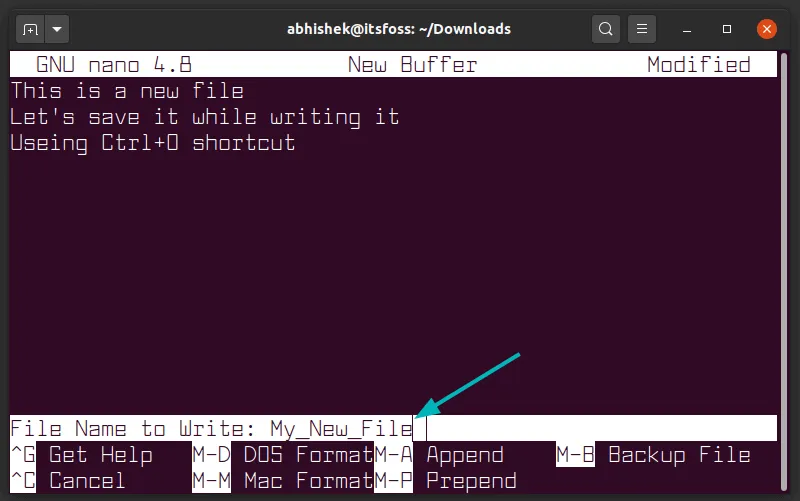 abhishek@itsfoss: ~/Downloads
GNU nano 4.8 New Buffer Modified
This is a new file
Let's save it while writing it
Useing Ctrl+O shortcut
File Name to Write: My_New_File
^G Get Help M-D DOS Format M-A Append M-B Backup File
^C Cancel M-M Mac Format M-P Prepend